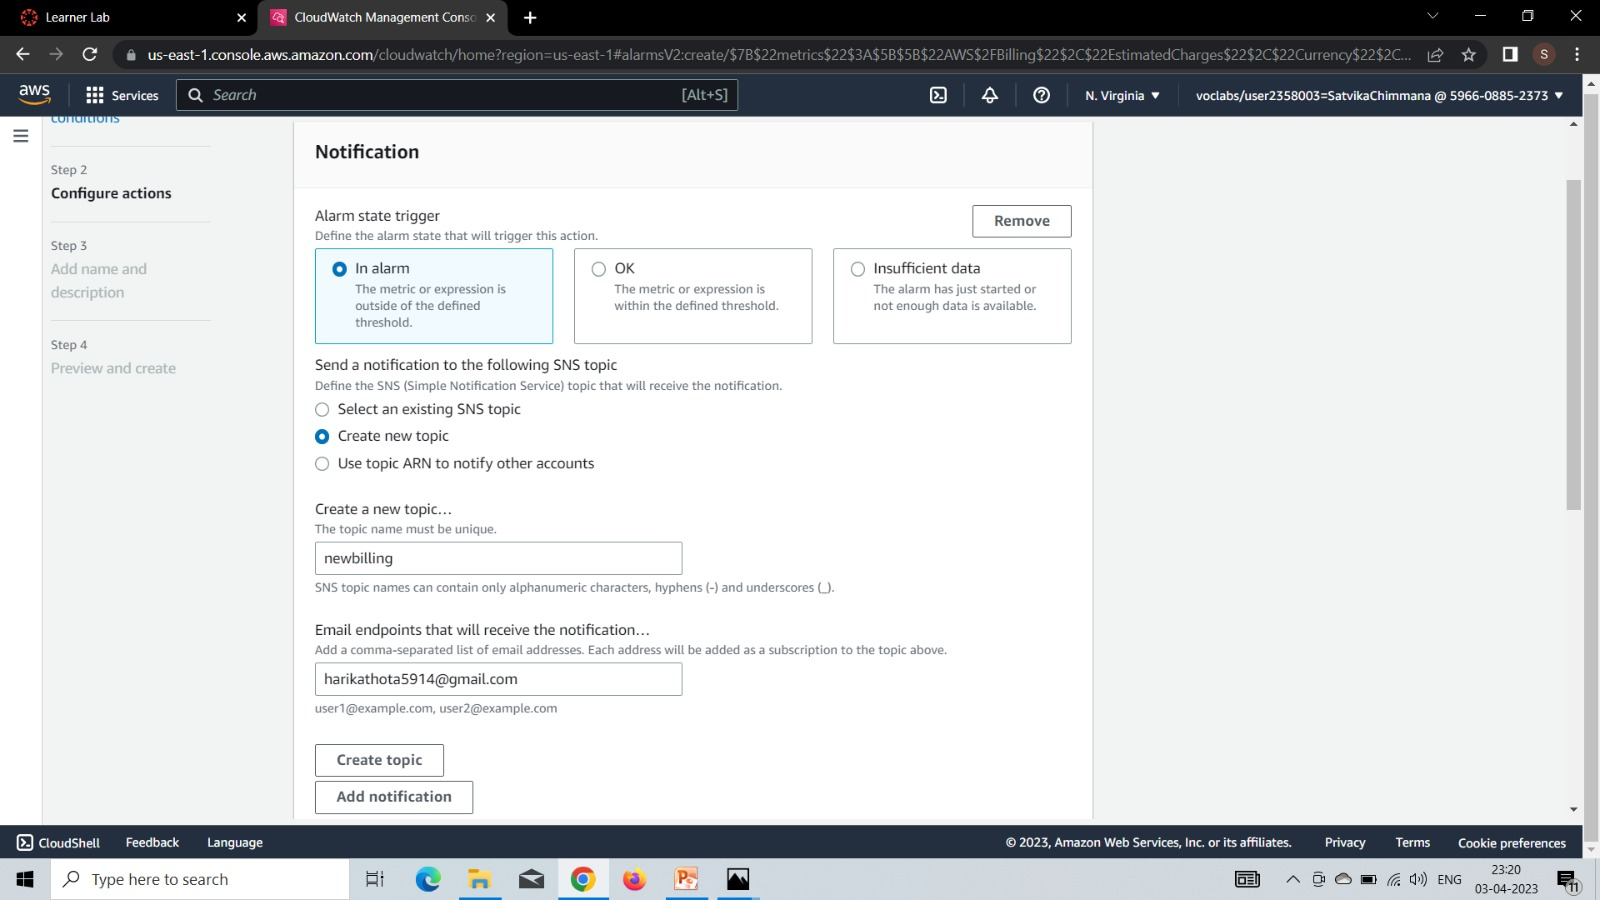 Learner Lab
CloudWatch Management Conso
us-east-1.console.aws.amazon.com/cloudwatch/home?region=us-east-1#alarmsV2:create/$7B$22metrics$22$3A$5B$5B$22AWS$2FBilling$22$2C$22EstimatedCharges$22$2C$22Currency$22$2C...
S
aws
Services
Search
[Alt+S]
N. Virginia
voclabs/user2358003=SatvikaChimmana @ 5966-0885-2373
conditions
Step 2
Configure actions
Step 3
Add name and
description
Step 4
Preview and create
Notification
Alarm state trigger
Define the alarm state that will trigger this action.
Remove
In alarm
The metric or expression is
outside of the defined
threshold.
OK
The metric or expression is
within the defined threshold.
Insufficient data
The alarm has just started or
not enough data is available.
Send a notification to the following SNS topic
Define the SNS (Simple Notification Service) topic that will receive the notification.
Select an existing SNS topic
Create new topic
Use topic ARN to notify other accounts
Create a new topic...
The topic name must be unique.
newbilling
SNS topic names can contain only alphanumeric characters, hyphens (-) and underscores (_).
Email endpoints that will receive the notification...
Add a comma-separated list of email addresses. Each address will be added as a subscription to the topic above.
harikathota5914@gmail.com
user1@example.com, user2@example.com
Create topic
Add notification
CloudShell
Feedback
Language
© 2023, Amazon Web Services, Inc. or its affiliates.
Privacy
Terms
Cookie preferences
Type here to search
ENG
23:20
03-04-2023
11